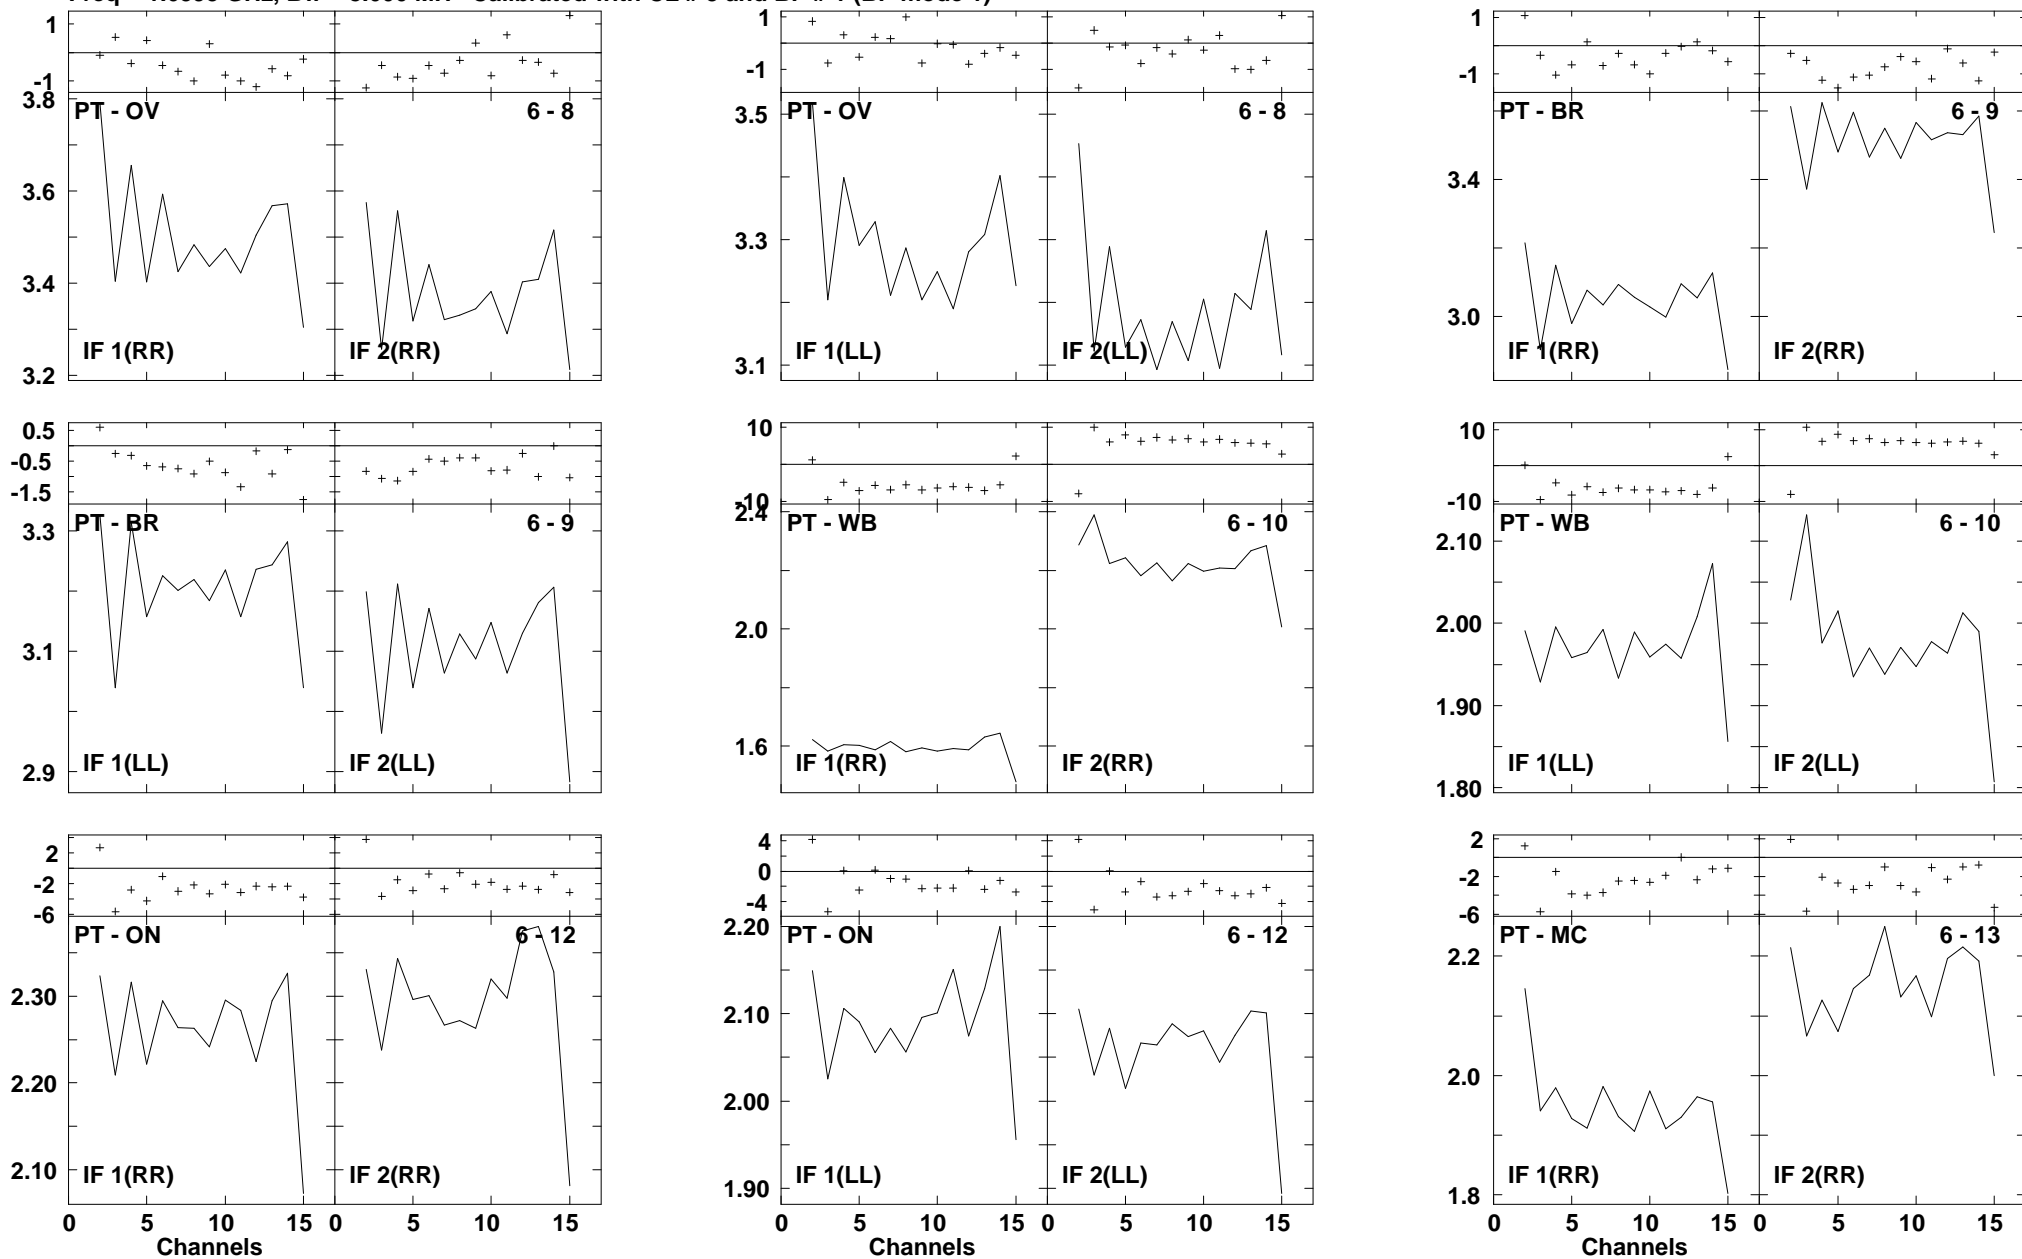 1
-1
3.8
3.6
3.4
3.2
PT - OV
6 - 8
IF 1(RR)
IF 2(RR)
1
-1
3.5
3.3
3.1
PT - OV
6 - 8
IF 1(LL)
IF 2(LL)
1
-1
3.4
3.0
PT - BR
6 - 9
IF 1(RR)
IF 2(RR)
0.5
-0.5
-1.5
3.3
3.1
2.9
PT - BR
6 - 9
IF 1(LL)
IF 2(LL)
10
-10
2.4
2.0
1.6
PT - WB
6 - 10
IF 1(RR)
IF 2(RR)
10
-10
2.10
2.00
1.90
1.80
PT - WB
6 - 10
IF 1(LL)
IF 2(LL)
2
-2
-6
2.30
2.20
2.10
PT - ON
6 - 12
IF 1(RR)
IF 2(RR)
0 5 10 15 0 5 10 15
Channels
4
0
-4
2.20
2.10
2.00
1.90
PT - ON
6 - 12
IF 1(LL)
IF 2(LL)
0 5 10 15 0 5 10 15
Channels
2
-2
-6
2.2
2.0
1.8
PT - MC
6 - 13
IF 1(RR)
IF 2(RR)
0 5 10 15 0 5 10 15
Channels